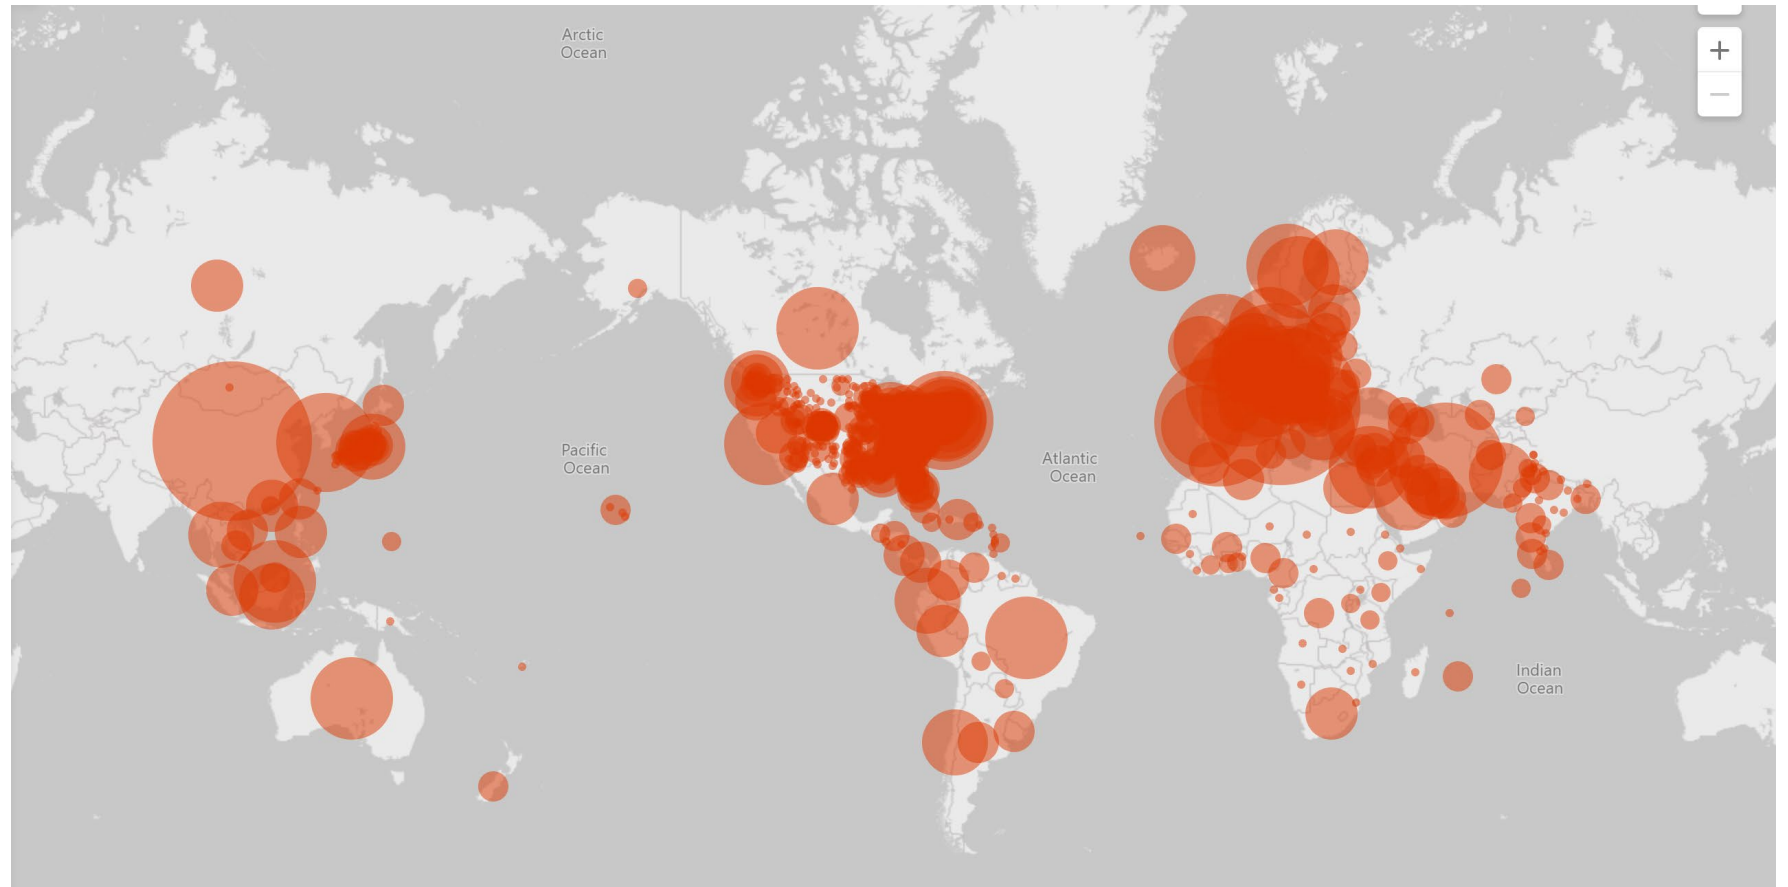 Arctic
Ocean
Pacific
Ocean
Atlantic
Ocean
Indian
Ocean